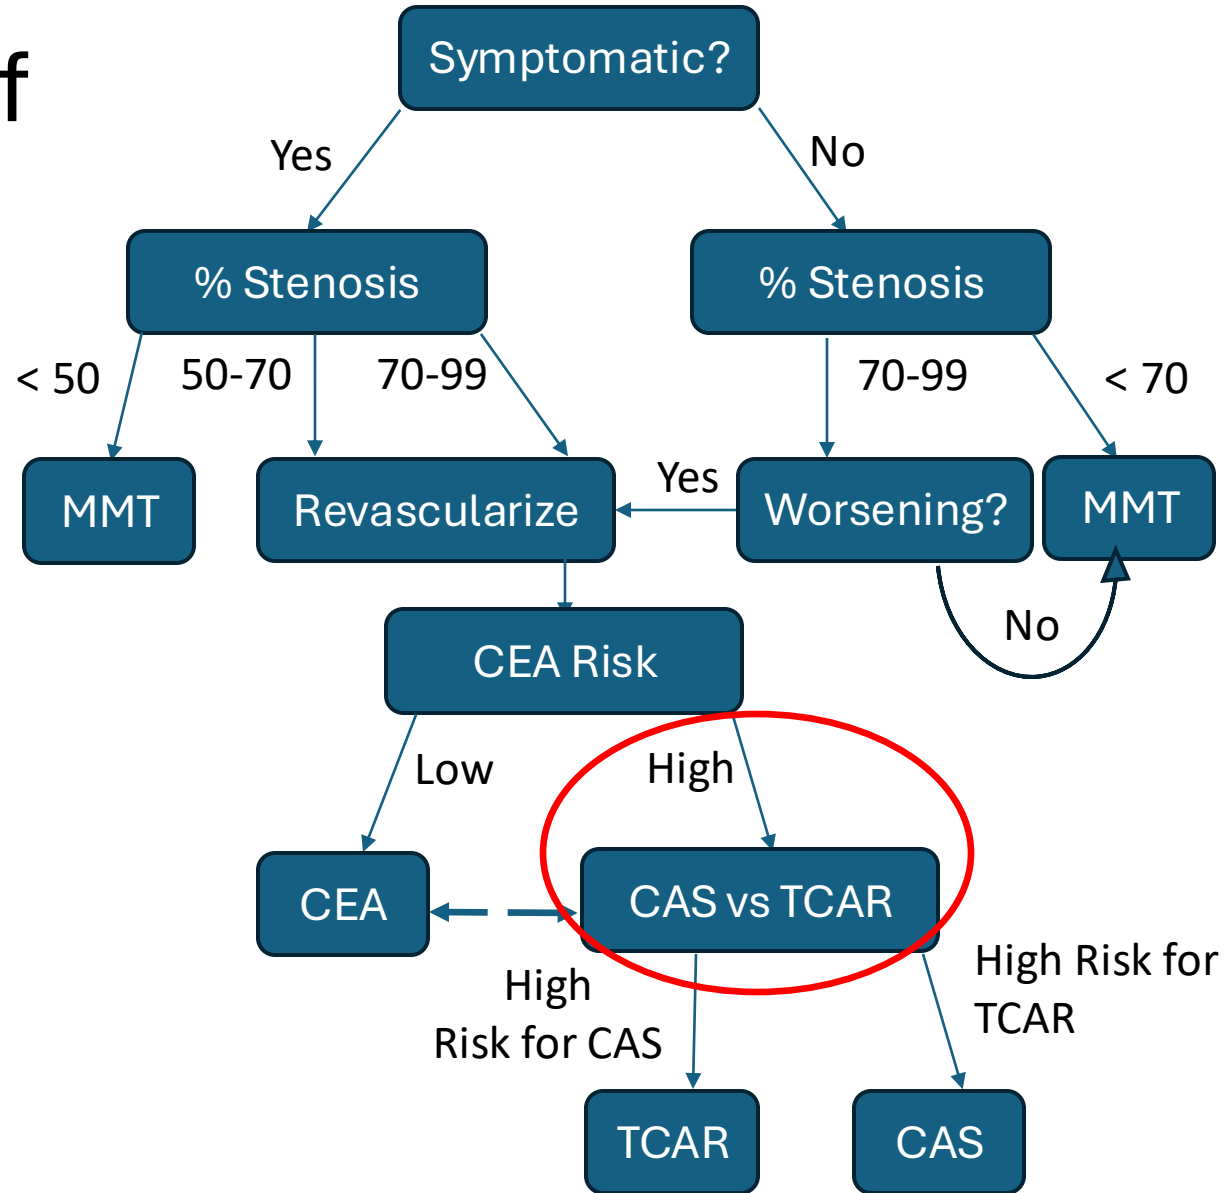 f
Symptomatic?
Yes
No
% Stenosis
% Stenosis
< 50
50-70
70-99
70-99
< 70
MMT
Revascularize
Yes
Worsening?
MMT
No
CEA Risk
Low
High
CEA
CAS vs TCAR
High
Risk for CAS
High Risk for
TCAR
TCAR
CAS